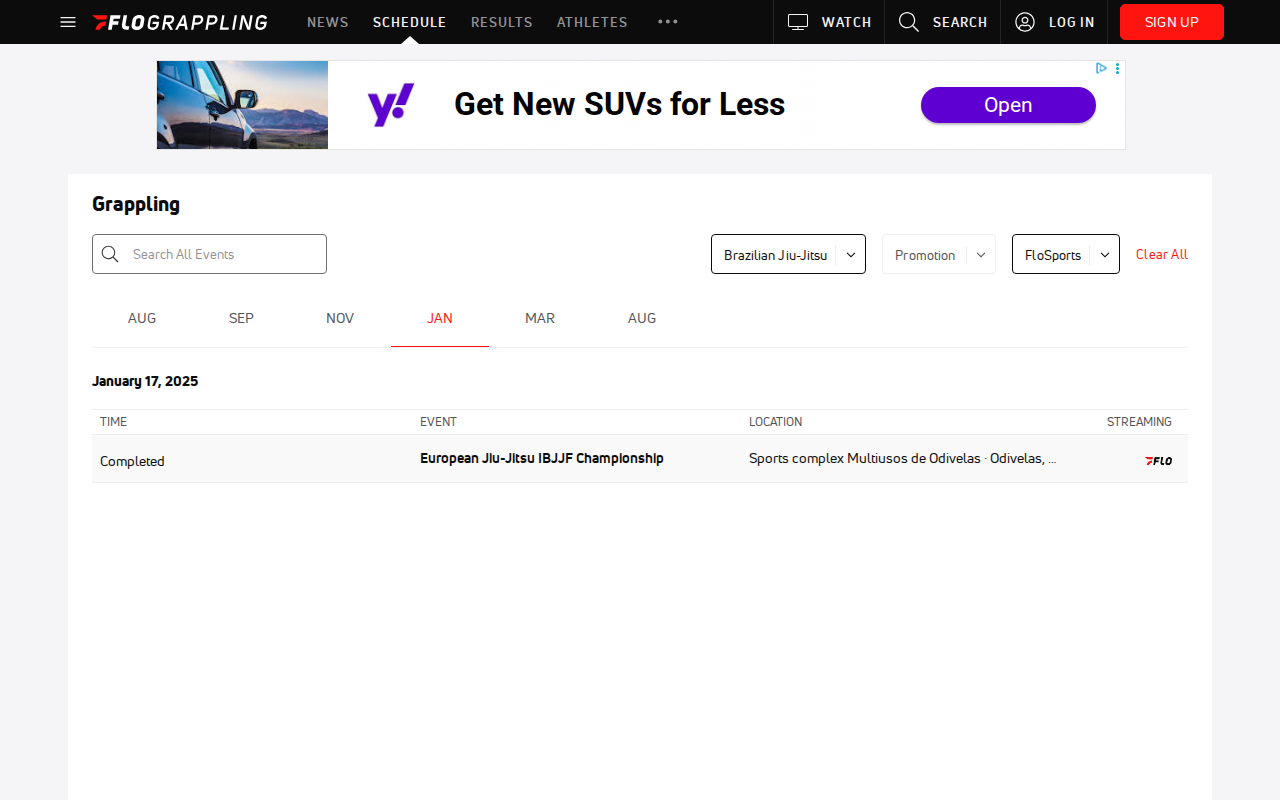 FLOGRAPPLING NEWS SCHEDULE RESULTS ATHLETES WATCH SEARCH LOG IN SIGN UP
y! Get New SUVs for Less Open
Grappling
Search All Events Brazilian Jiu-Jitsu Promotion FloSports Clear All
AUG SEP NOV JAN MAR AUG
January 17, 2025
TIME EVENT LOCATION STREAMING
Completed European Jiu-Jitsu IBJJF Championship Sports complex Multiusos de Odivelas · Odivelas, ... FLO